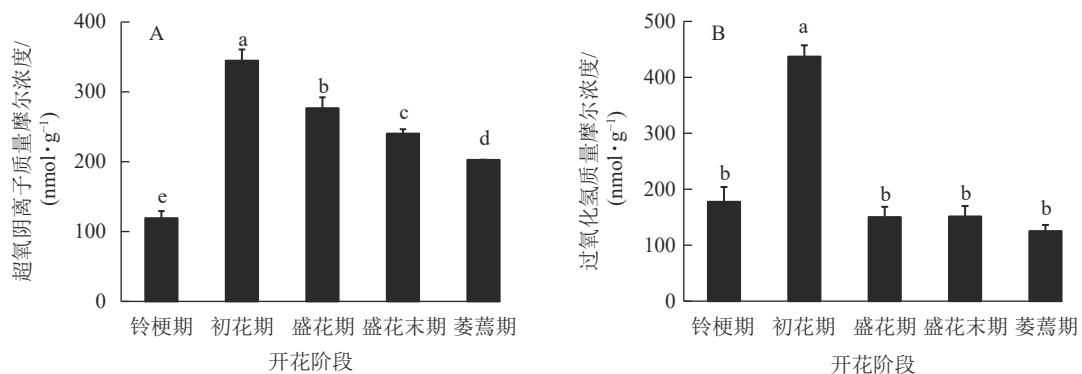 A
超氧阴离子质量摩尔浓度/
(nmol·g⁻¹)
400
300
200
100
0
e
a
b
c
d
铃梗期 初花期 盛花期 盛花末期 萎蔫期
开花阶段
B
过氧化氢质量摩尔浓度/
(nmol·g⁻¹)
500
400
300
200
100
0
b
a
b
b
b
铃梗期 初花期 盛花期 盛花末期 萎蔫期
开花阶段